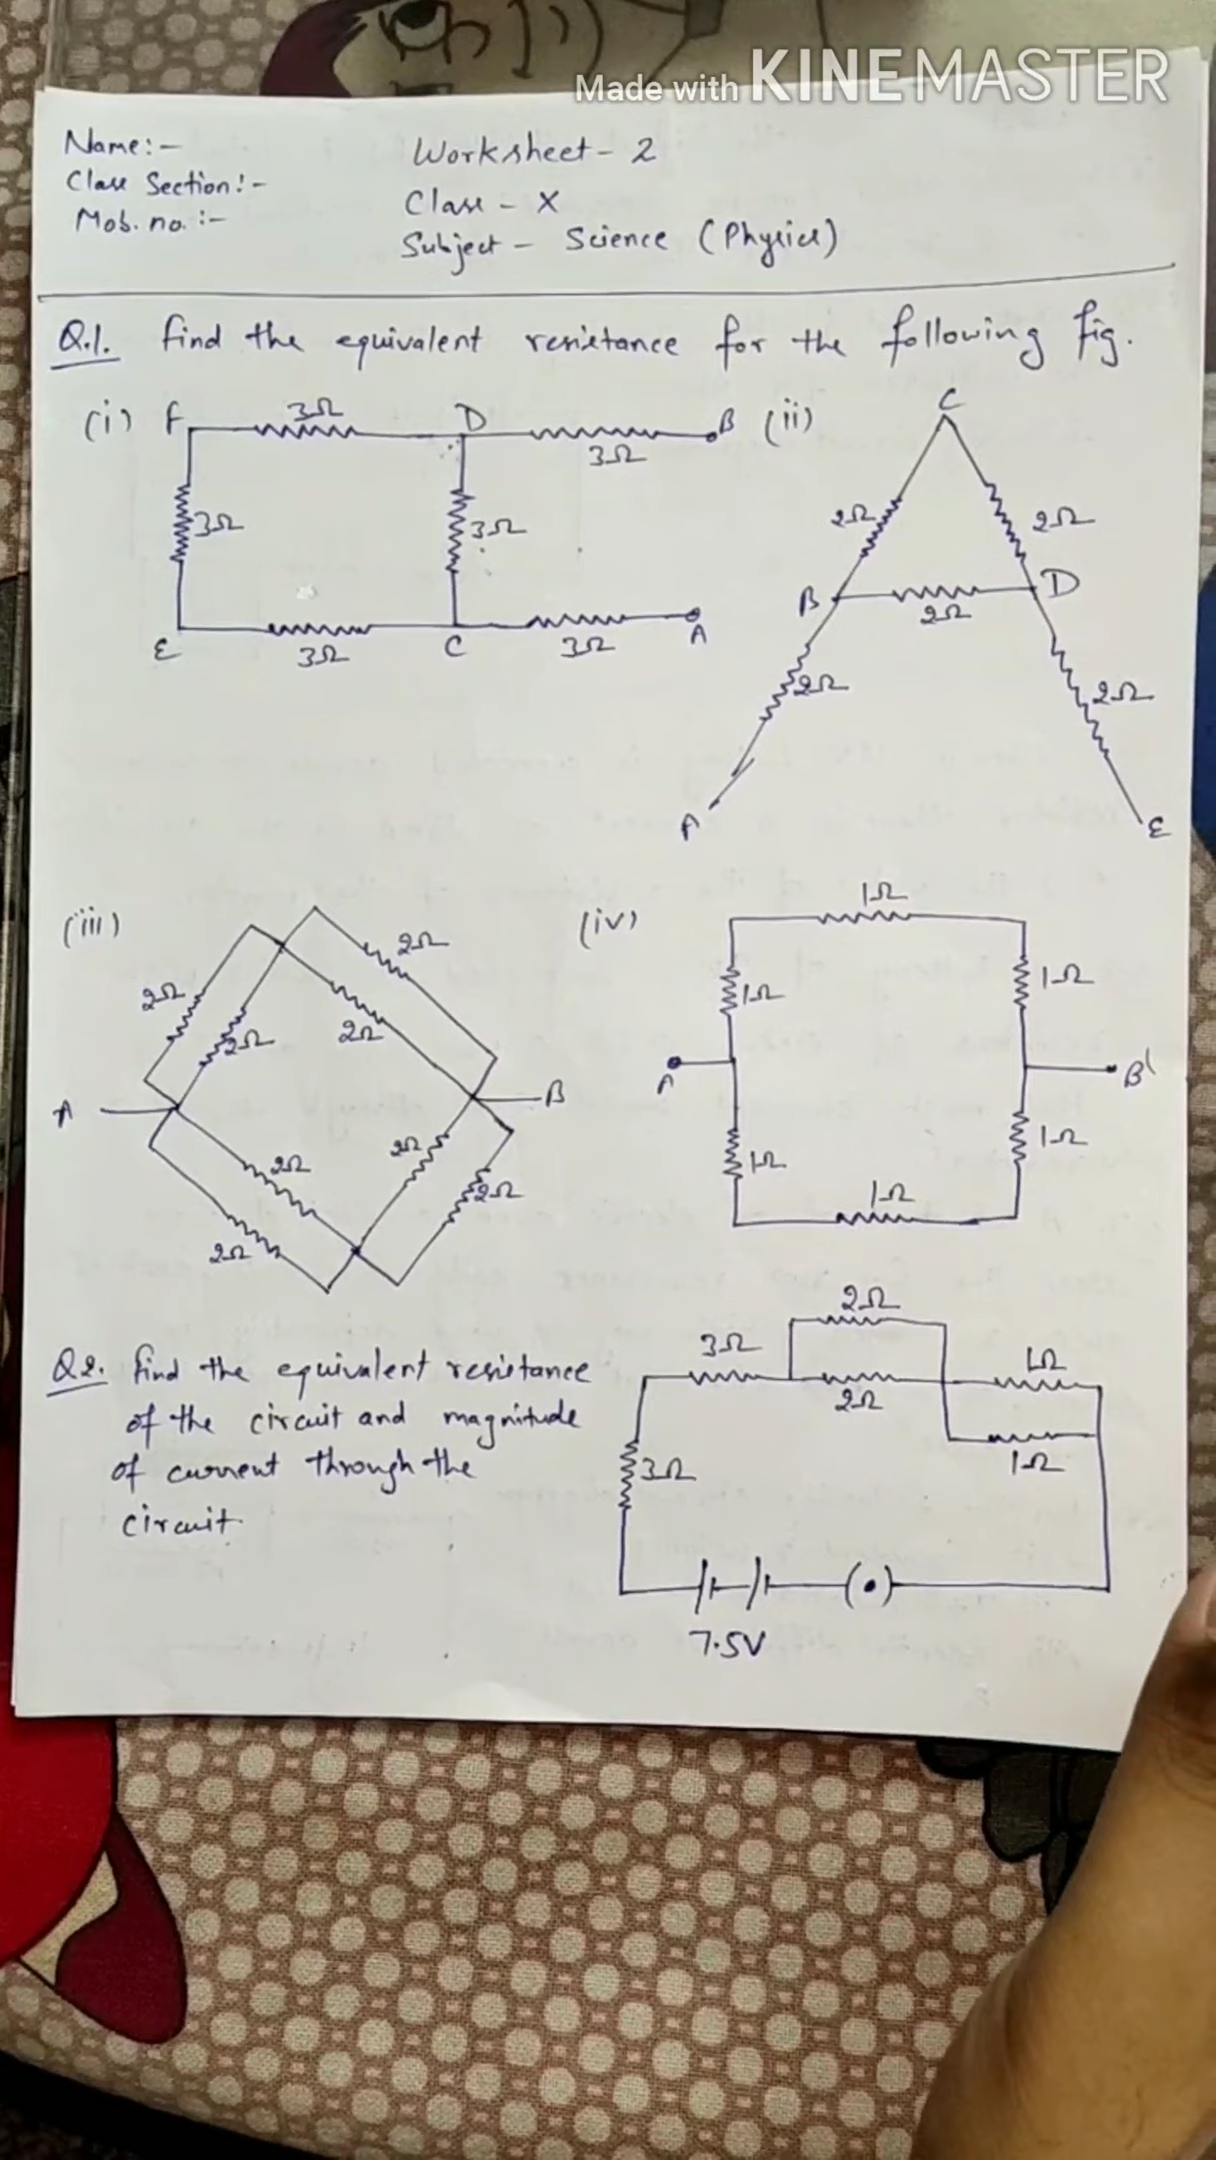 Made with KINEMASTER
Name:-
Worksheet - 2
Class Section:-
Class - X
Mob. no. :-
Subject - Science (Physics)
Q.1. find the equivalent resistance for the following fig.
(i) F 3Ω D B
3Ω
3Ω 3Ω
E 3Ω C 3Ω A
(ii) C
2Ω 2Ω
B 2Ω D
2Ω 2Ω
A E
(iii)
2Ω 2Ω
2Ω 2Ω
A B
2Ω 2Ω
2Ω 2Ω
(iv) 1Ω
1Ω 1Ω
A B
1Ω 1Ω
1Ω
Q2. find the equivalent resistance
of the circuit and magnitude
of current through the
circuit
2Ω
3Ω 1Ω
2Ω
3Ω 1Ω
7.5V